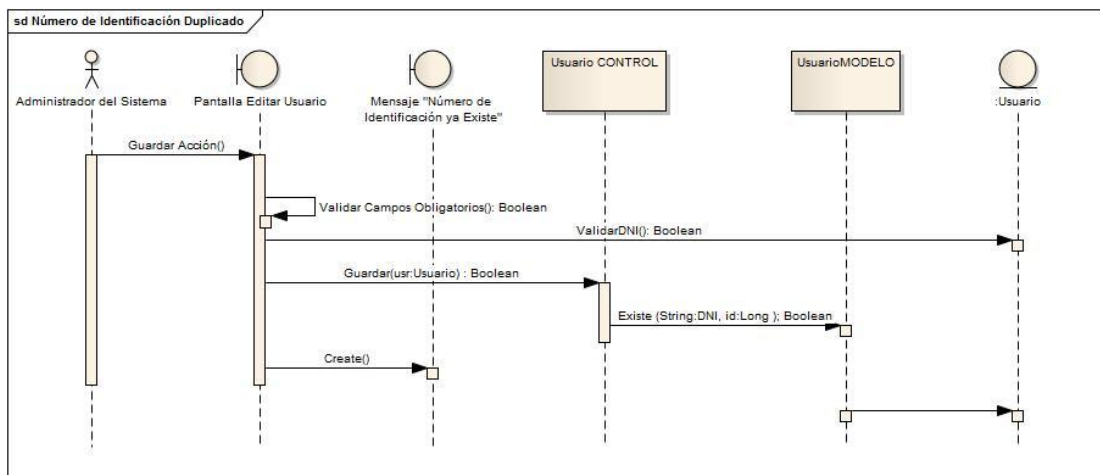 sd Número de Identificación Duplicado
Administrador del Sistema
Pantalla Editar Usuario
Mensaje "Número de
Identificación ya Existe"
Usuario CONTROL
UsuarioMODELO
:Usuario
Guardar Acción()
Validar Campos Obligatorios(): Boolean
ValidarDNI(): Boolean
Guardar(usr:Usuario) : Boolean
Existe (String:DNI, id:Long ); Boolean
Create()